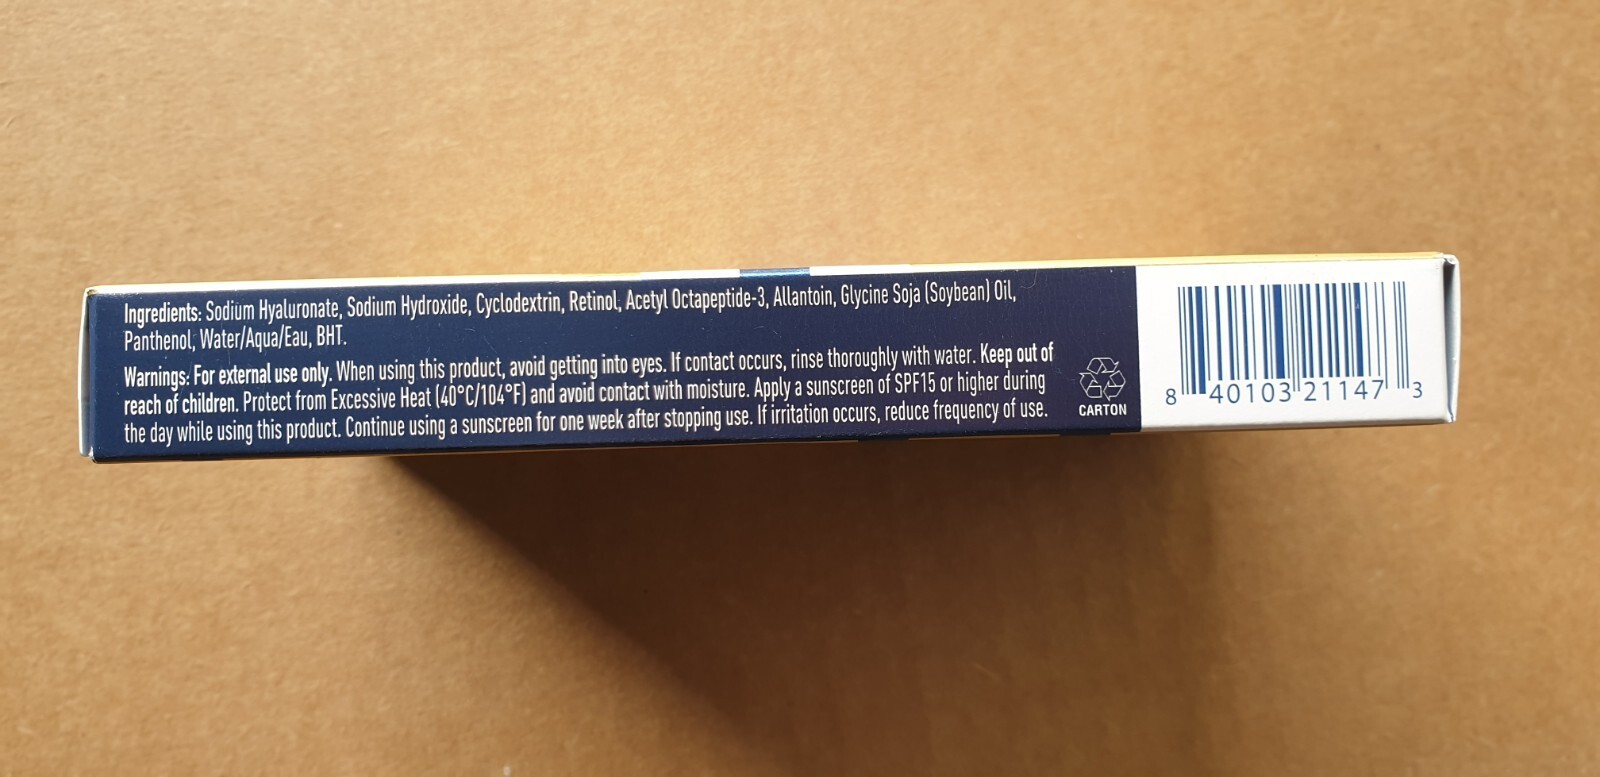 Ingredients: Sodium Hyaluronate, Sodium Hydroxide, Cyclodextrin, Retinol, Acetyl Octapeptide-3, Allantoin, Glycine Soja (Soybean) Oil,
Panthenol, Water/Aqua/Eau, BHT.
Warnings: For external use only. When using this product, avoid getting into eyes. If contact occurs, rinse thoroughly with water. Keep out of
reach of children. Protect from Excessive Heat (40°C/104°F) and avoid contact with moisture. Apply a sunscreen of SPF15 or higher during
the day while using this product. Continue using a sunscreen for one week after stopping use. If irritation occurs, reduce frequency of use.
CARTON
8 40103 21147 3